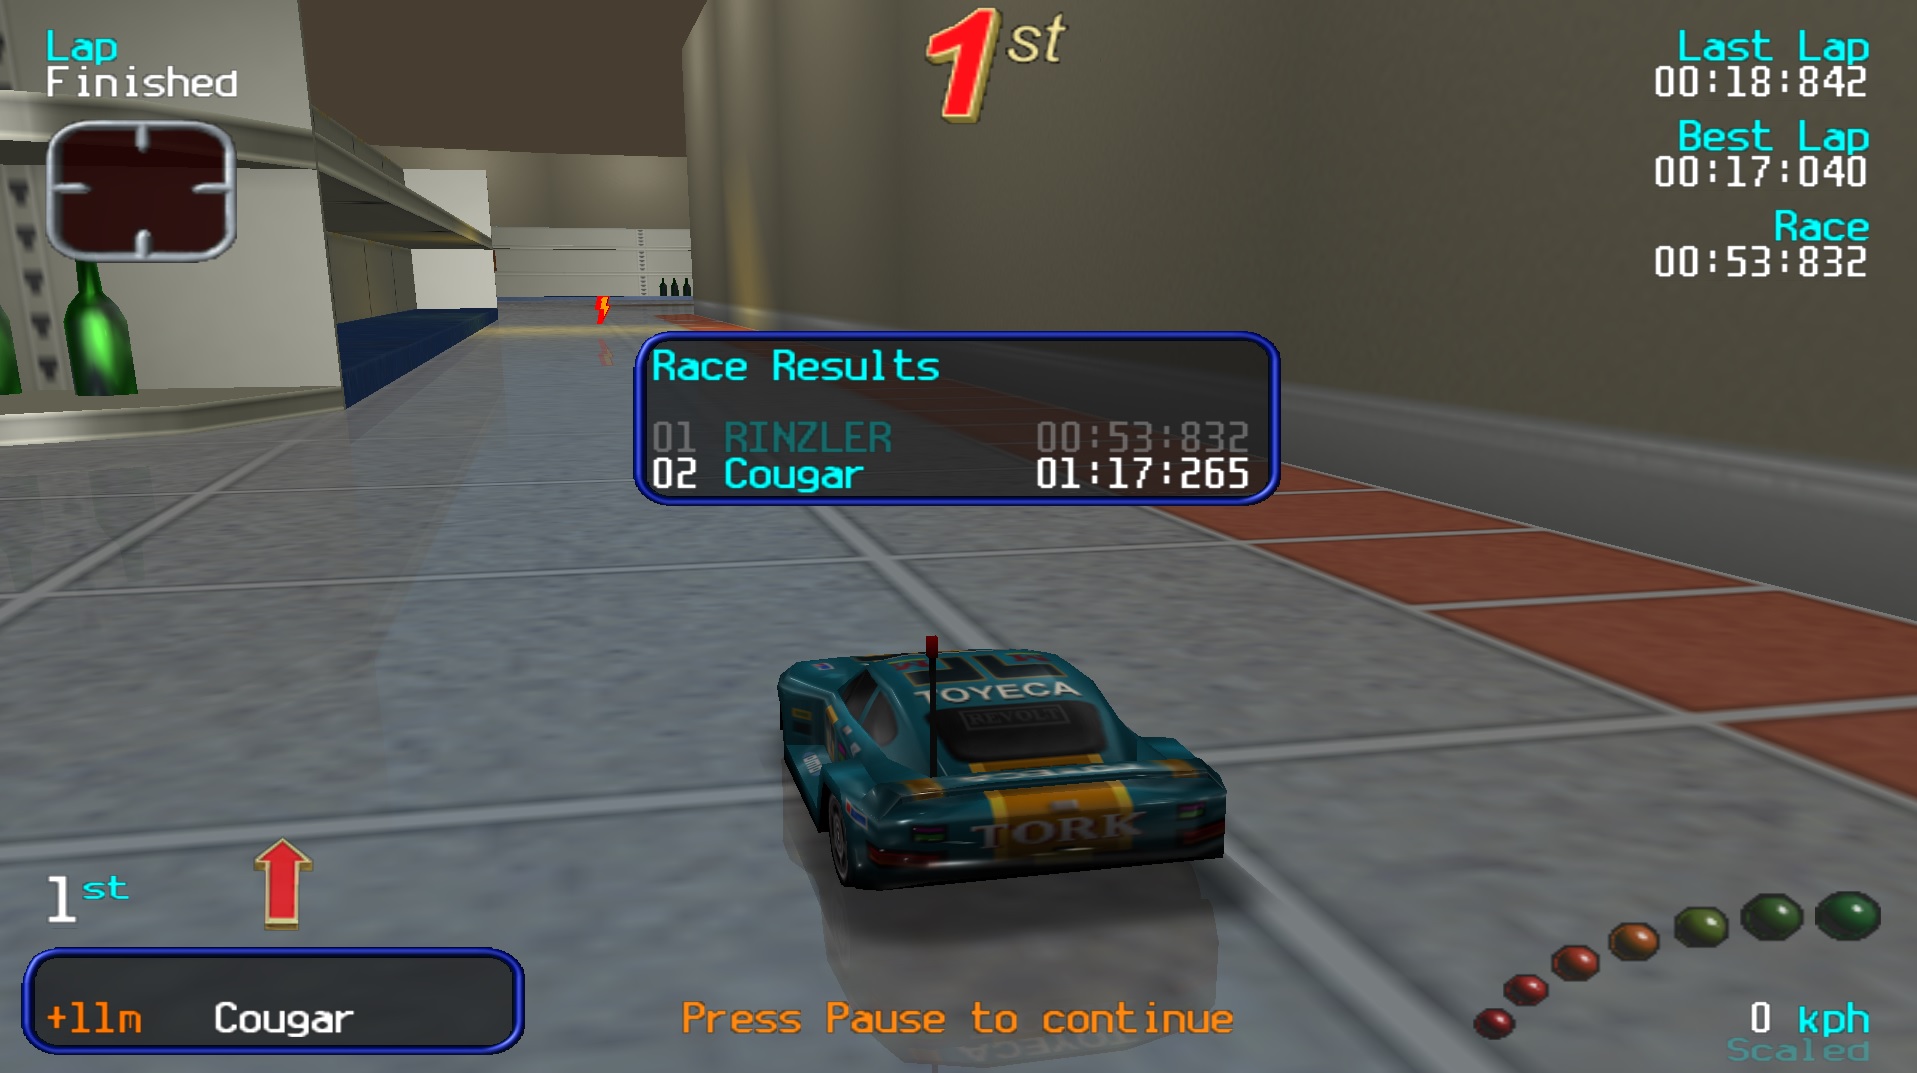 Lap
Finished
1st
Last Lap
00:18:842
Best Lap
00:17:040
Race
00:53:832
Race Results
01 RINZLER 00:53:832
02 Cougar 01:17:265
TOYECA
REVOLT
TORK
1st
+11m Cougar
Press Pause to continue
0 kph
Scaled